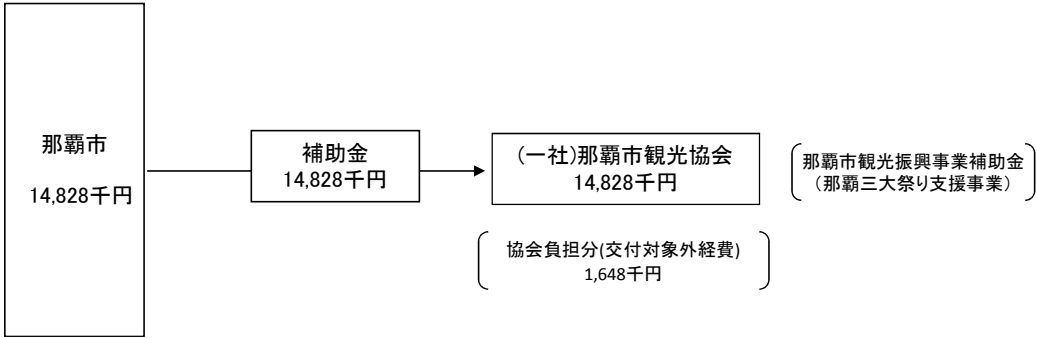 那覇市
14,828千円
補助金
14,828千円
(一社)那覇市観光協会
14,828千円
那覇市観光振興事業補助金
(那覇三大祭り支援事業)
協会負担分(交付対象外経費)
1,648千円